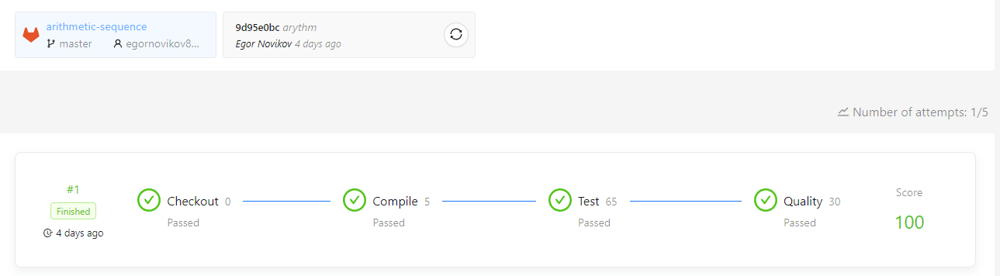 arithmetic-sequence
master egornovikov8...
9d95e0bc arythm
Egor Novikov 4 days ago
Number of attempts: 1/5
#1
Finished
4 days ago
Checkout 0
Passed
Compile 5
Passed
Test 65
Passed
Quality 30
Passed
Score
100